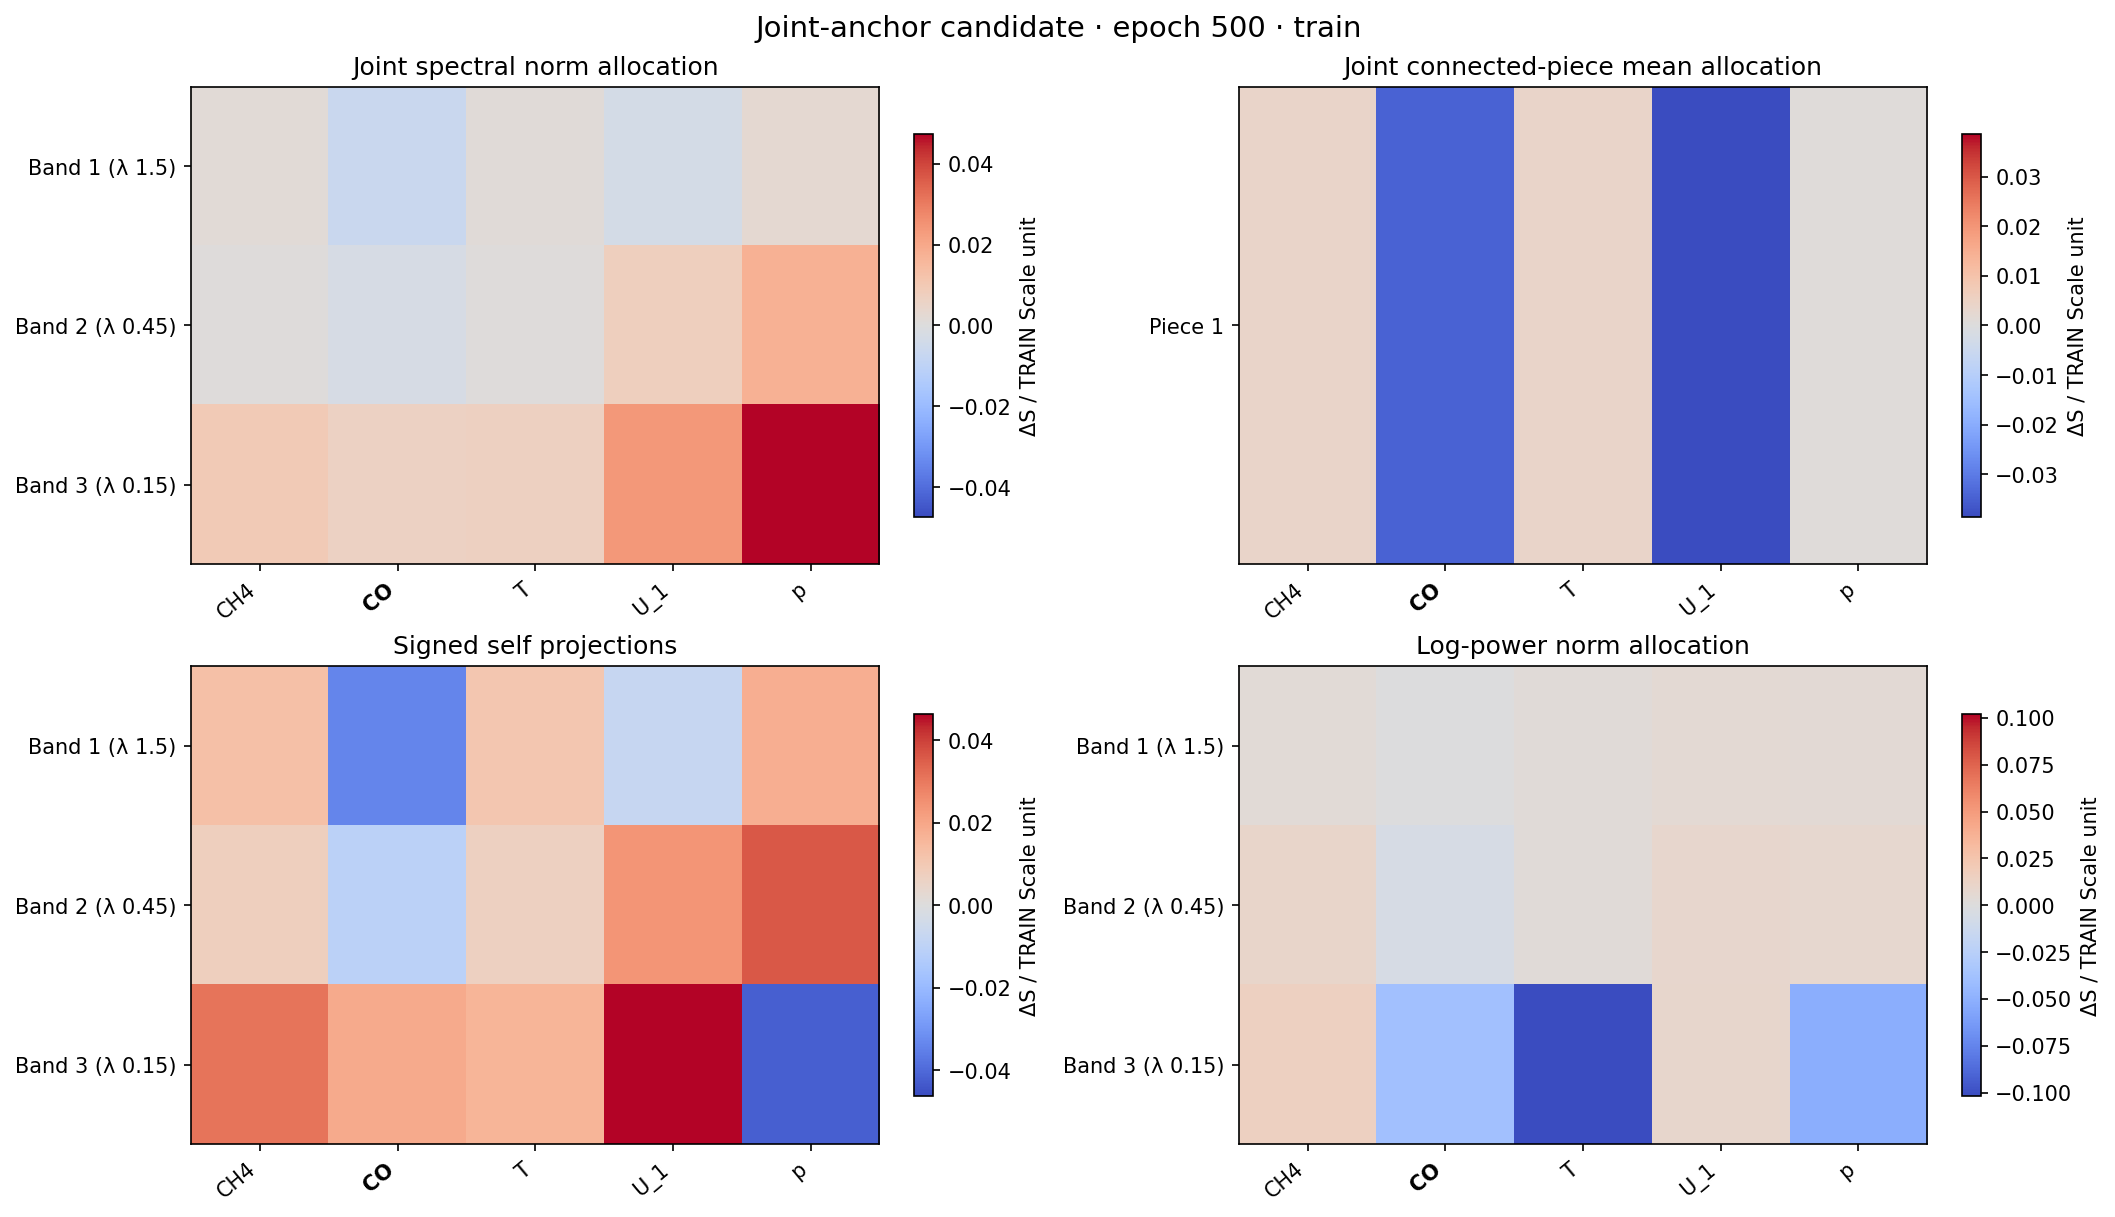 Joint-anchor candidate · epoch 500 · train
Joint spectral norm allocation
Band 1 (λ 1.5)
Band 2 (λ 0.45)
Band 3 (λ 0.15)
CH4
CO
T
U_1
p
0.04
0.02
0.00
−0.02
−0.04
ΔS / TRAIN Scale unit
Joint connected-piece mean allocation
Piece 1
CH4
CO
T
U_1
p
0.03
0.02
0.01
0.00
−0.01
−0.02
−0.03
ΔS / TRAIN Scale unit
Signed self projections
Band 1 (λ 1.5)
Band 2 (λ 0.45)
Band 3 (λ 0.15)
CH4
CO
T
U_1
p
0.04
0.02
0.00
−0.02
−0.04
ΔS / TRAIN Scale unit
Log-power norm allocation
Band 1 (λ 1.5)
Band 2 (λ 0.45)
Band 3 (λ 0.15)
CH4
CO
T
U_1
p
0.100
0.075
0.050
0.025
0.000
−0.025
−0.050
−0.075
−0.100
ΔS / TRAIN Scale unit